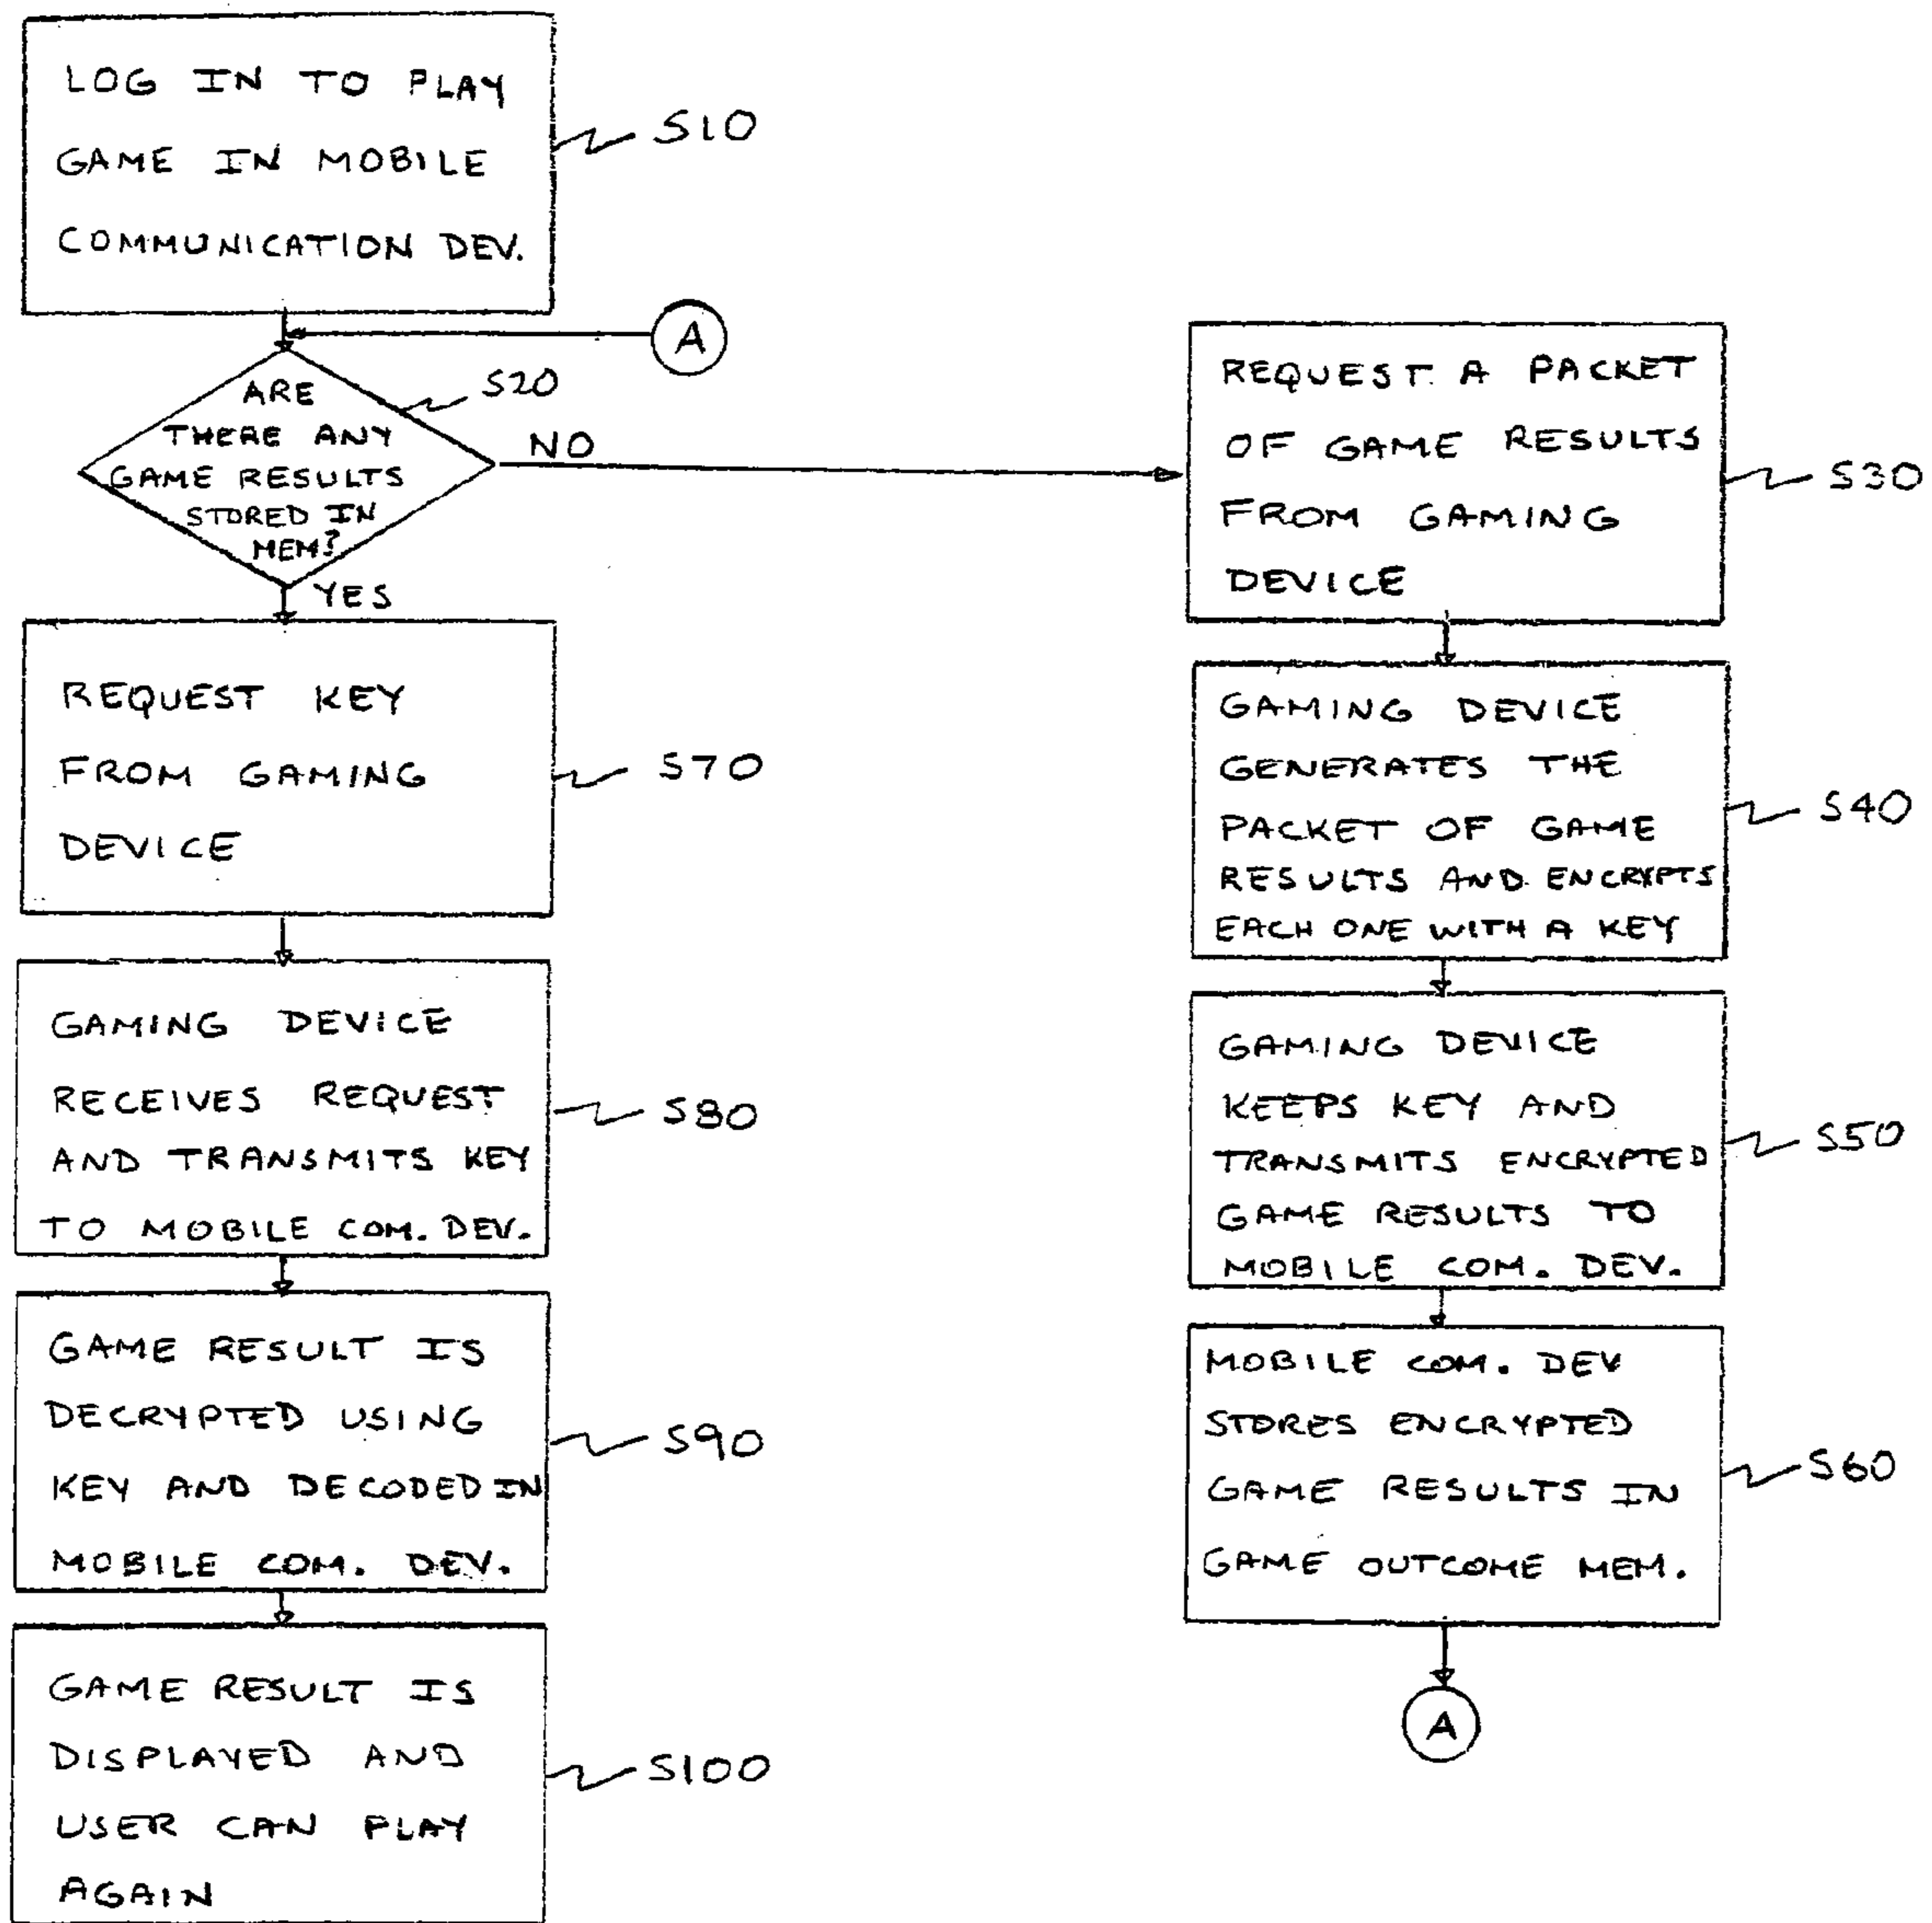 LOG IN TO PLAY
GAME IN MOBILE
COMMUNICATION DEV.
S10
A
ARE
THERE ANY
GAME RESULTS
STORED IN
MEM?
S20
NO
YES
REQUEST KEY
FROM GAMING
DEVICE
S70
GAMING DEVICE
RECEIVES REQUEST
AND TRANSMITS KEY
TO MOBILE COM. DEV.
S80
GAME RESULT IS
DECRYPTED USING
KEY AND DECODED IN
MOBILE COM. DEV.
S90
GAME RESULT IS
DISPLAYED AND
USER CAN PLAY
AGAIN
S100
REQUEST A PACKET
OF GAME RESULTS
FROM GAMING
DEVICE
S30
GAMING DEVICE
GENERATES THE
PACKET OF GAME
RESULTS AND ENCRYPTS
EACH ONE WITH A KEY
S40
GAMING DEVICE
KEEPS KEY AND
TRANSMITS ENCRYPTED
GAME RESULTS TO
MOBILE COM. DEV.
S50
MOBILE COM. DEV
STORES ENCRYPTED
GAME RESULTS IN
GAME OUTCOME MEM.
S60
A